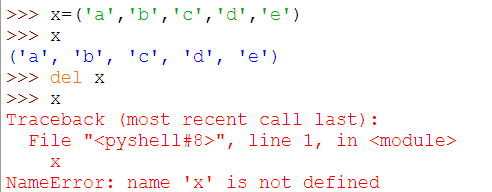 >>> x=('a','b','c','d','e')
>>> x
('a', 'b', 'c', 'd', 'e')
>>> del x
>>> x
Traceback (most recent call last):
  File "<pyshell#8>", line 1, in <module>
    x
NameError: name 'x' is not defined